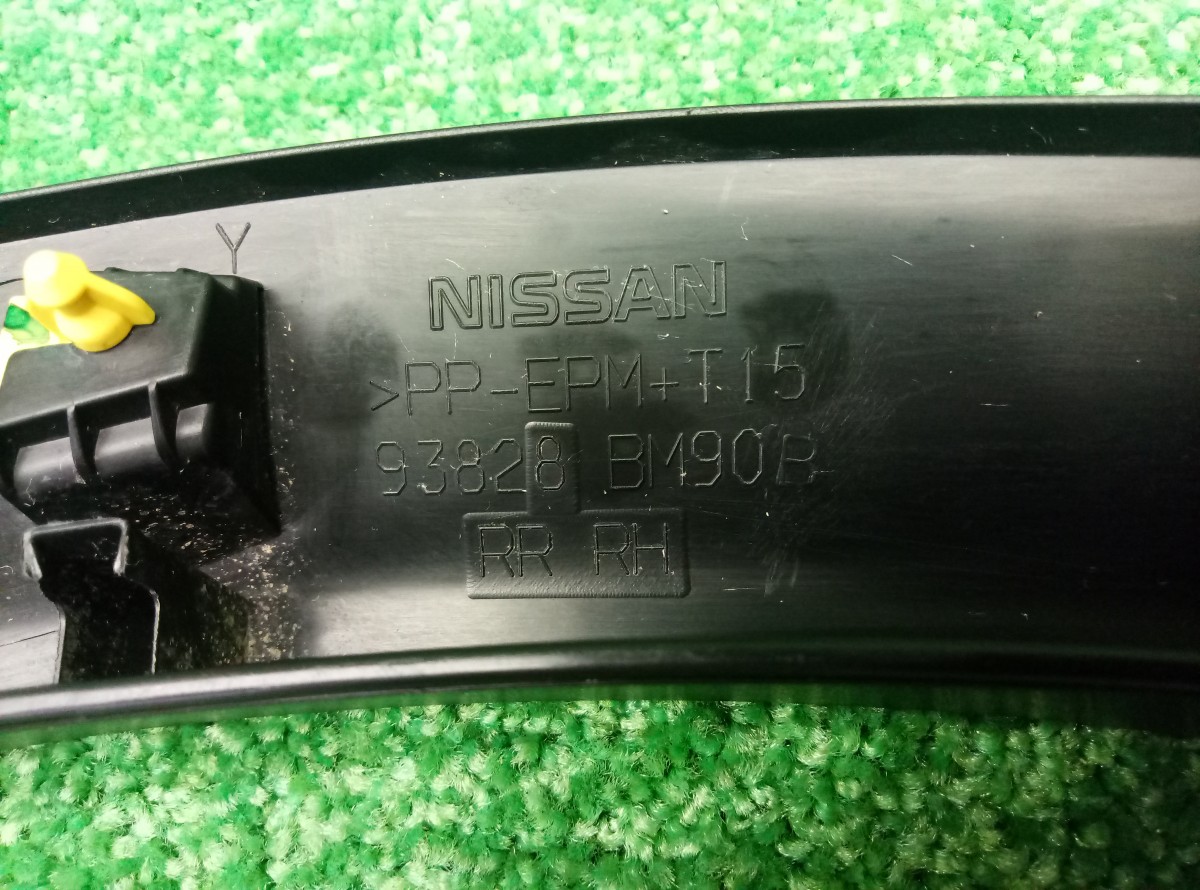 Y
NISSAN
>PP-EPM+T15
93828 BM90B
RR RH